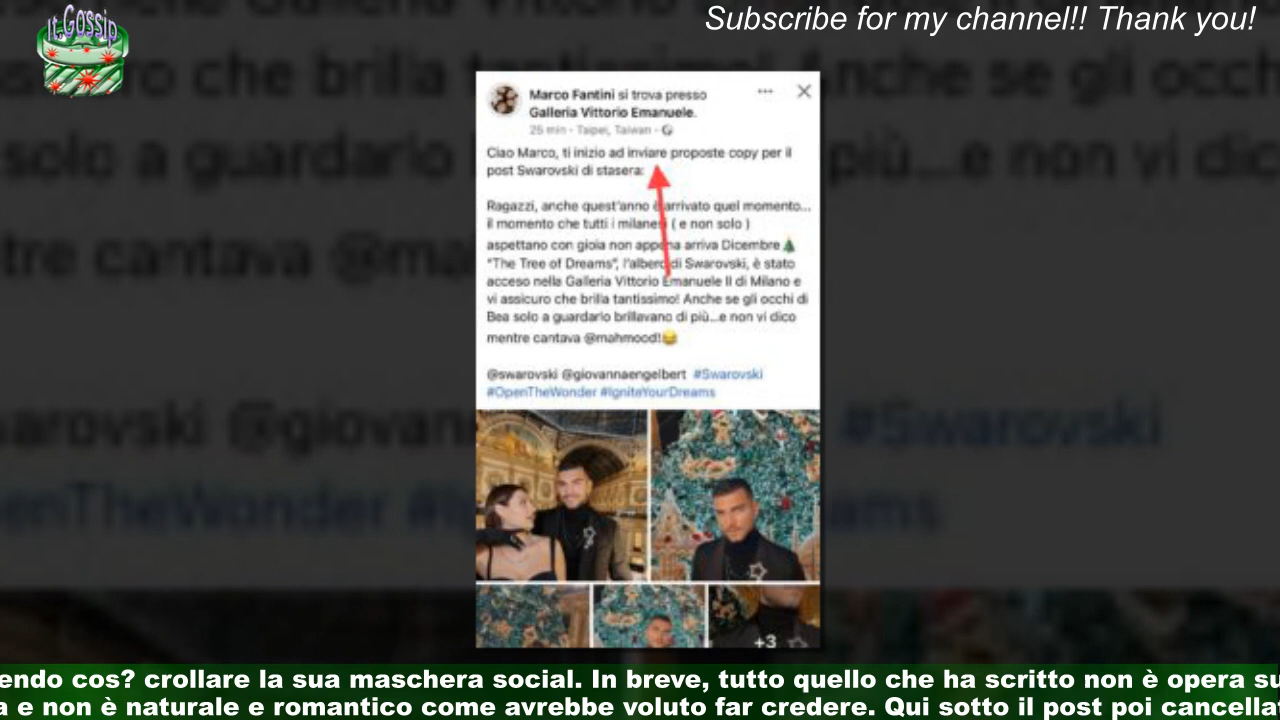 It.Gossip
Subscribe for my channel!! Thank you!
Marco Fantini si trova presso
Galleria Vittorio Emanuele.
25 min · Taipei, Taiwan ·
Ciao Marco, ti inizio ad inviare proposte copy per il
post Swarovski di stasera:
Ragazzi, anche quest'anno è arrivato quel momento...
il momento che tutti i milanesi ( e non solo )
aspettano con gioia non appena arriva Dicembre🎄
"The Tree of Dreams", l'albero di Swarovski, è stato
acceso nella Galleria Vittorio Emanuele II di Milano e
vi assicuro che brilla tantissimo! Anche se gli occhi di
Bea solo a guardarlo brillavano di più...e non vi dico
mentre cantava @mahmood!😂
@swarovski @giovannaengelbert #Swarovski
#OpenTheWonder #IgniteYourDreams
+3
endo cos? crollare la sua maschera social. In breve, tutto quello che ha scritto non è opera su
a e non è naturale e romantico come avrebbe voluto far credere. Qui sotto il post poi cancella